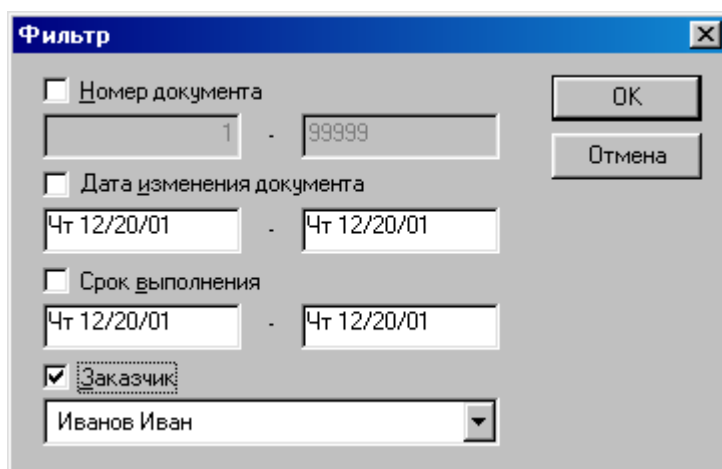 Фильтр
Номер документа
1 - 99999
Дата изменения документа
Чт 12/20/01 - Чт 12/20/01
Срок выполнения
Чт 12/20/01 - Чт 12/20/01
Заказчик
Иванов Иван
OK
Отмена